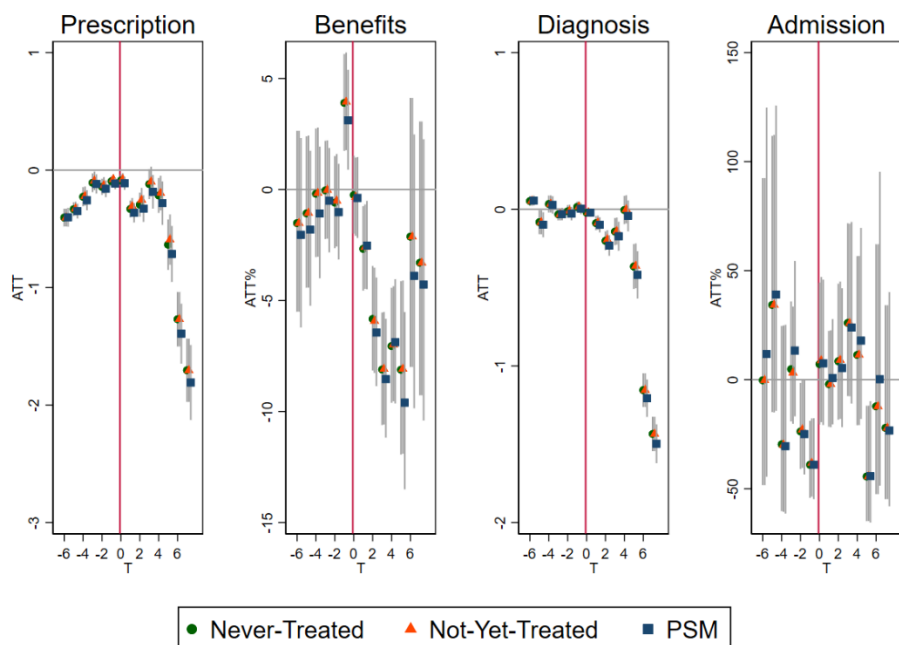 Prescription Benefits Diagnosis Admission
ATT
1
0
-1
-2
-3
-6 -4 -2 0 2 4 6
T
ATT%
5
0
-5
-10
-15
-6 -4 -2 0 2 4 6
T
ATT
1
0
-1
-2
-6 -4 -2 0 2 4 6
T
ATT%
150
100
50
0
-50
-6 -4 -2 0 2 4 6
T
Never-Treated Not-Yet-Treated PSM